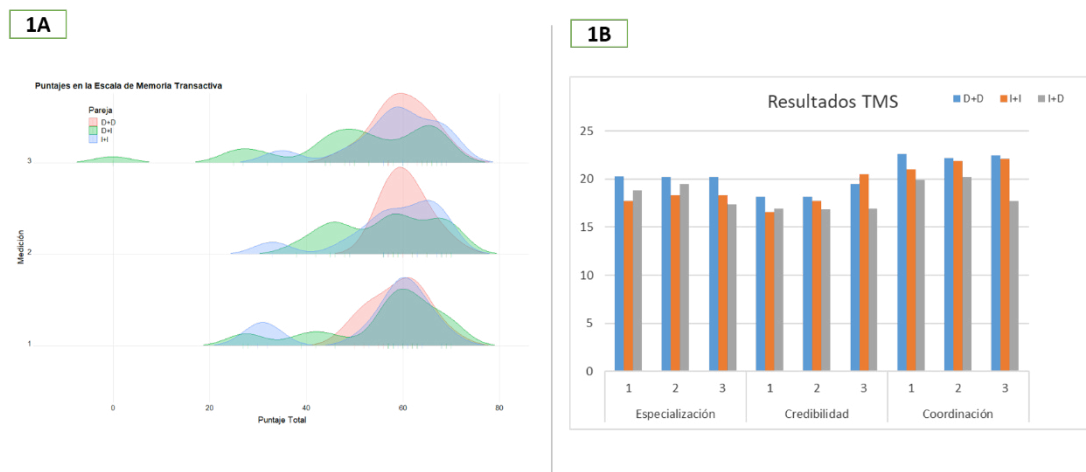 1A
Puntajes en la Escala de Memoria Transactiva
Pareja
D+D
D+I
I+I
3
2
1
Medición
0 20 40 60 80
Puntaje Total
1B
Resultados TMS
D+D I+I I+D
25
20
15
10
5
0
1 2 3 1 2 3 1 2 3
Especialización Credibilidad Coordinación